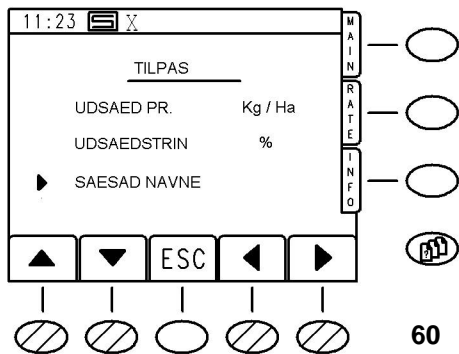 11:23 S X
TILPAS
UDSAED PR. Kg / Ha
UDSAEDSTRIN %
SAESAD NAVNE
MAIN
RATE
INFO
ESC
?
60